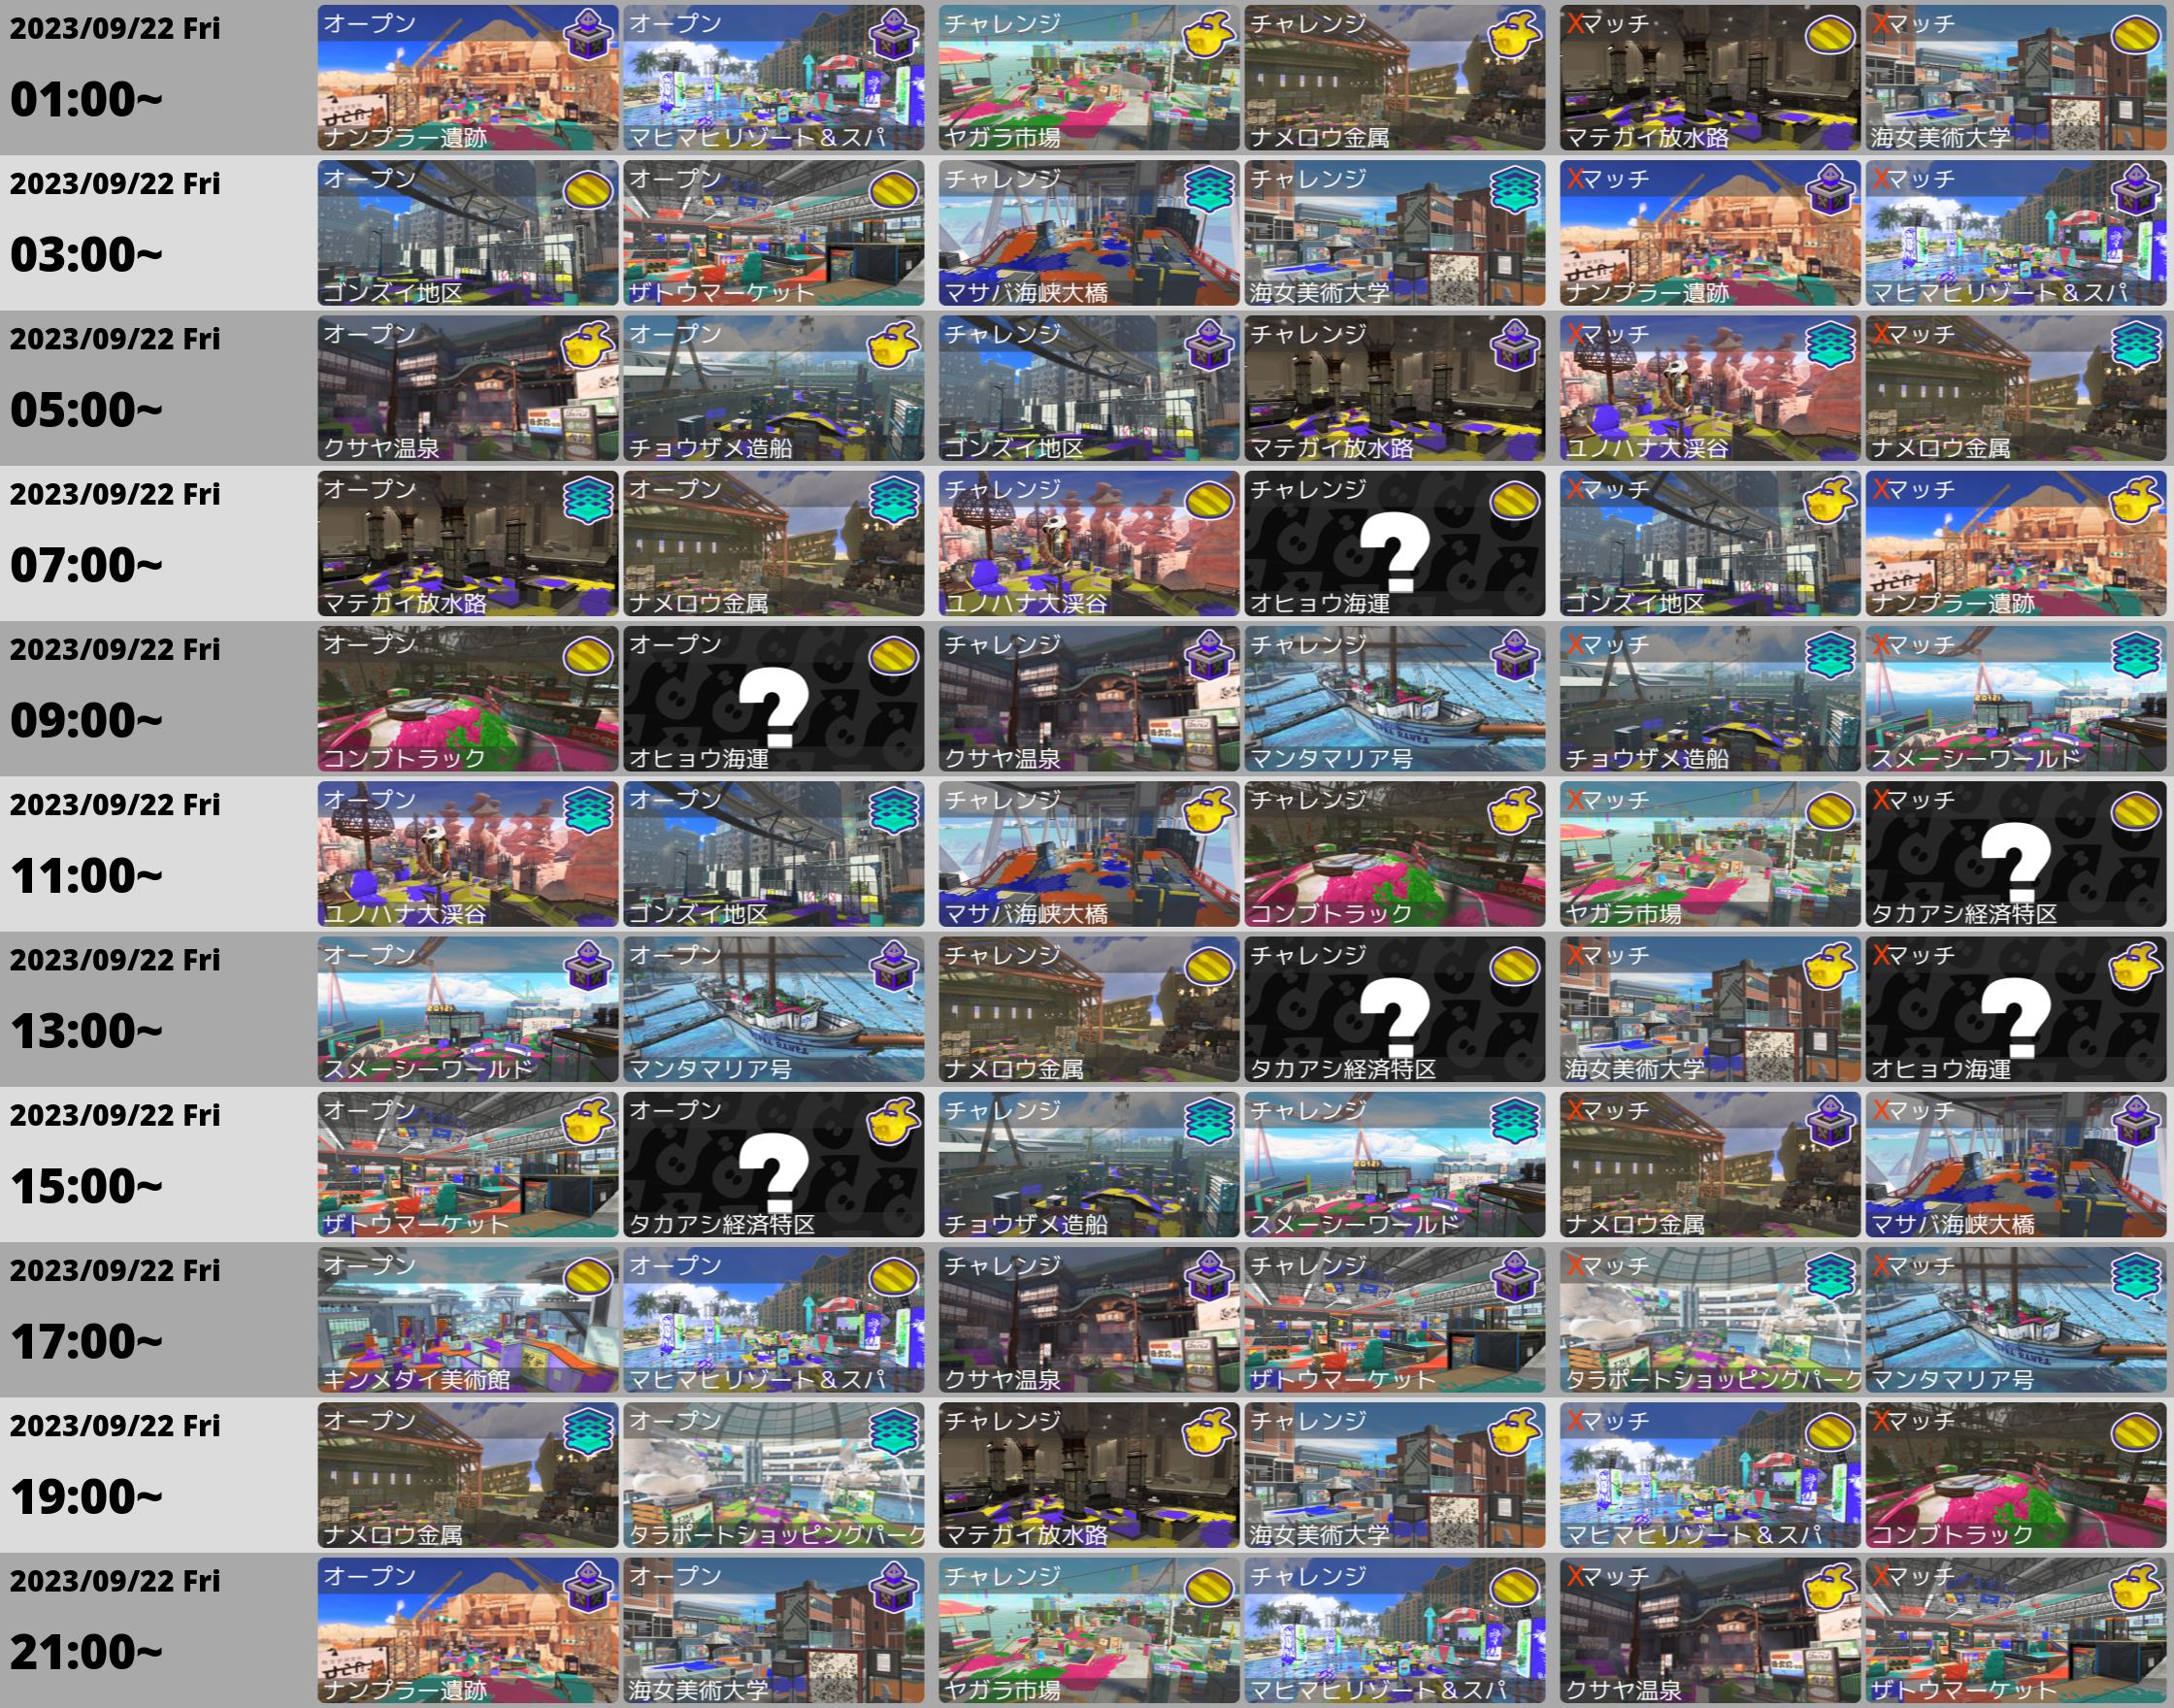 2023/09/22 Fri
01:00~
オープン オープン チャレンジ チャレンジ Xマッチ Xマッチ
ナンプラー遺跡 マヒマヒリゾート＆スパ ヤガラ市場 ナメロウ金属 マテガイ放水路 海女美術大学
2023/09/22 Fri
03:00~
オープン オープン チャレンジ チャレンジ Xマッチ Xマッチ
ゴンズイ地区 ザトウマーケット マサバ海峡大橋 海女美術大学 ナンプラー遺跡 マヒマヒリゾート＆スパ
2023/09/22 Fri
05:00~
オープン オープン チャレンジ チャレンジ Xマッチ Xマッチ
クサヤ温泉 チョウザメ造船 ゴンズイ地区 マテガイ放水路 ユノハナ大渓谷 ナメロウ金属
2023/09/22 Fri
07:00~
オープン オープン チャレンジ チャレンジ Xマッチ Xマッチ
?
マテガイ放水路 ナメロウ金属 ユノハナ大渓谷 オヒョウ海運 ゴンズイ地区 ナンプラー遺跡
2023/09/22 Fri
09:00~
オープン オープン チャレンジ チャレンジ Xマッチ Xマッチ
?
コンブトラック オヒョウ海運 クサヤ温泉 マンタマリア号 チョウザメ造船 スメーシーワールド
2023/09/22 Fri
11:00~
オープン オープン チャレンジ チャレンジ Xマッチ Xマッチ
?
ユノハナ大渓谷 ゴンズイ地区 マサバ海峡大橋 コンブトラック ヤガラ市場 タカアシ経済特区
2023/09/22 Fri
13:00~
オープン オープン チャレンジ チャレンジ Xマッチ Xマッチ
? ?
スメーシーワールド マンタマリア号 ナメロウ金属 タカアシ経済特区 海女美術大学 オヒョウ海運
2023/09/22 Fri
15:00~
オープン オープン チャレンジ チャレンジ Xマッチ Xマッチ
?
ザトウマーケット タカアシ経済特区 チョウザメ造船 スメーシーワールド ナメロウ金属 マサバ海峡大橋
2023/09/22 Fri
17:00~
オープン オープン チャレンジ チャレンジ Xマッチ Xマッチ
キンメダイ美術館 マヒマヒリゾート＆スパ クサヤ温泉 ザトウマーケット タラポートショッピングパーク マンタマリア号
2023/09/22 Fri
19:00~
オープン オープン チャレンジ チャレンジ Xマッチ Xマッチ
ナメロウ金属 タラポートショッピングパーク マテガイ放水路 海女美術大学 マヒマヒリゾート＆スパ コンブトラック
2023/09/22 Fri
21:00~
オープン オープン チャレンジ チャレンジ Xマッチ Xマッチ
ナンプラー遺跡 海女美術大学 ヤガラ市場 マヒマヒリゾート＆スパ クサヤ温泉 ザトウマーケット